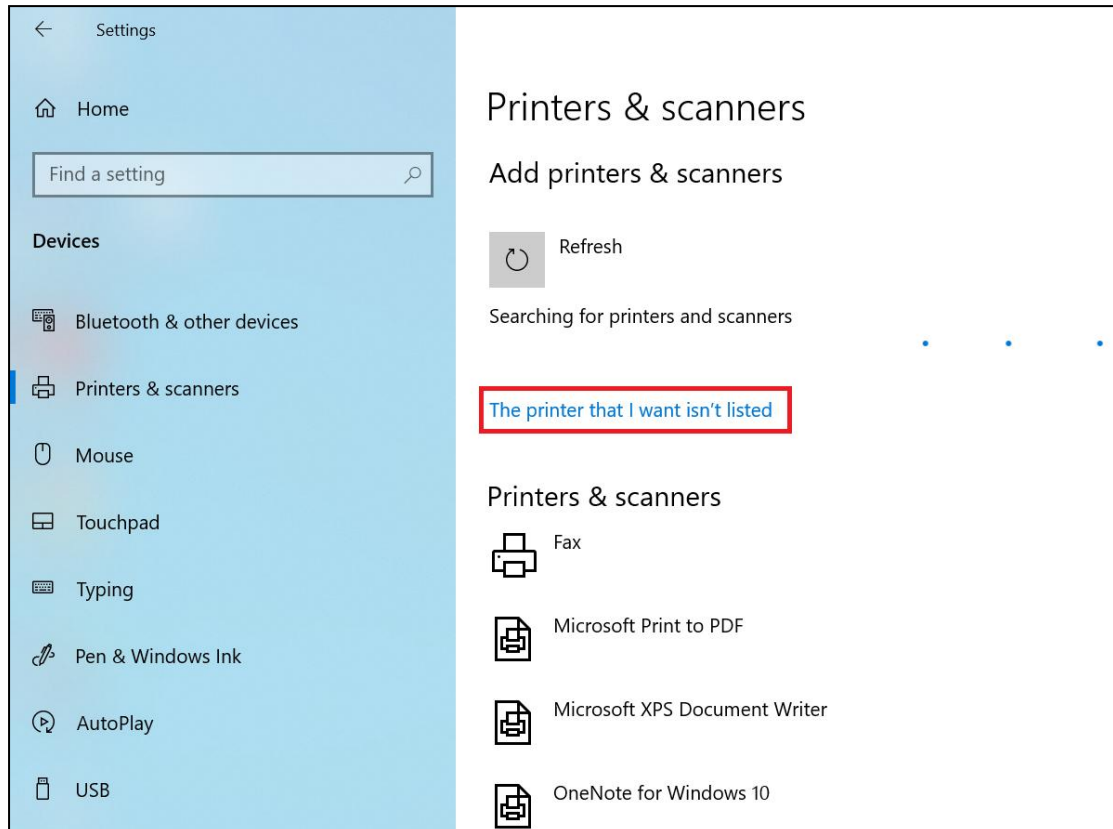 Settings
Home
Find a setting
Devices
Bluetooth & other devices
Printers & scanners
Mouse
Touchpad
Typing
Pen & Windows Ink
AutoPlay
USB
Printers & scanners
Add printers & scanners
Refresh
Searching for printers and scanners
The printer that I want isn't listed
Printers & scanners
Fax
Microsoft Print to PDF
Microsoft XPS Document Writer
OneNote for Windows 10